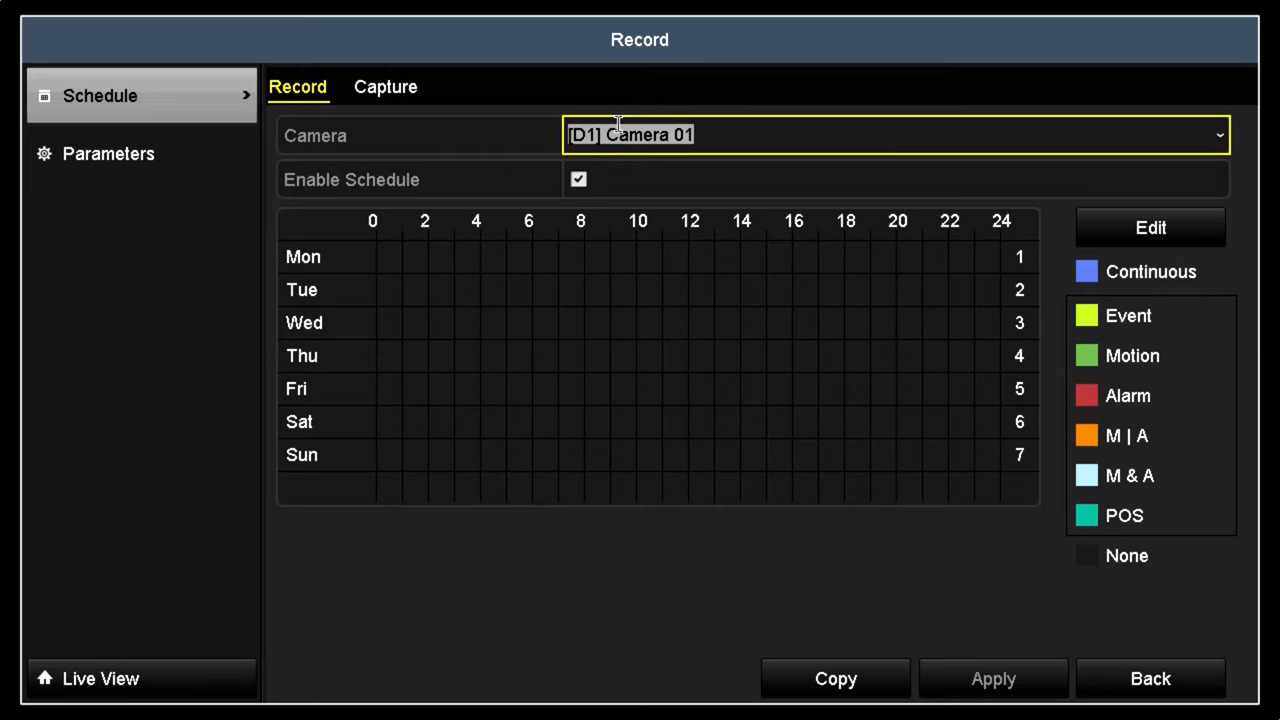 Record
Schedule
Parameters
Record Capture
Camera [D1] Camera 01
Enable Schedule
0 2 4 6 8 10 12 14 16 18 20 22 24
Mon 1
Tue 2
Wed 3
Thu 4
Fri 5
Sat 6
Sun 7
Edit
Continuous
Event
Motion
Alarm
M | A
M & A
POS
None
Live View
Copy Apply Back